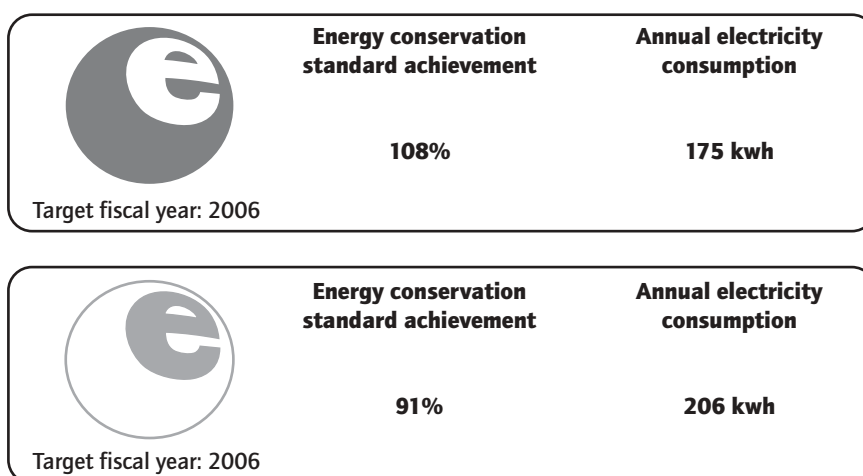 e
Energy conservation
standard achievement
Annual electricity
consumption
108%
175 kwh
Target fiscal year: 2006
e
Energy conservation
standard achievement
Annual electricity
consumption
91%
206 kwh
Target fiscal year: 2006